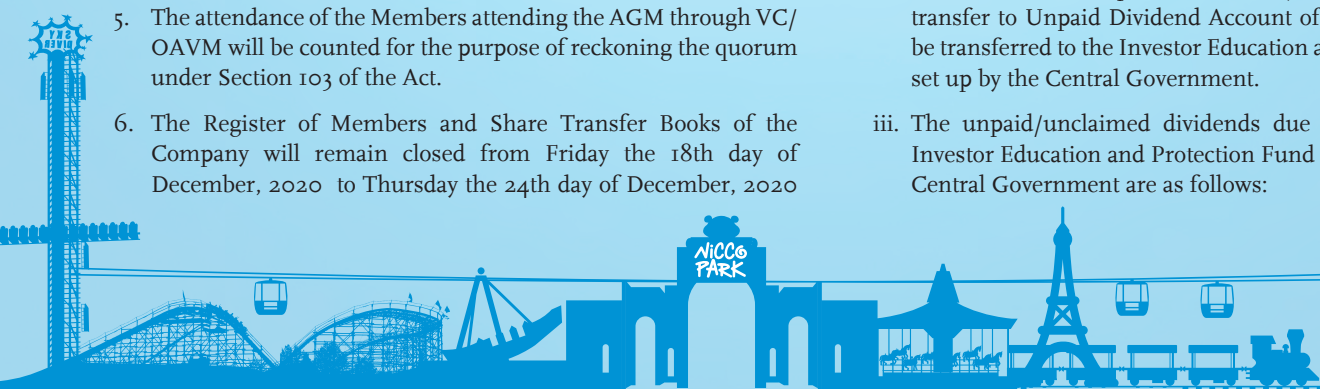 5. The attendance of the Members attending the AGM through VC/
OAVM will be counted for the purpose of reckoning the quorum
under Section 103 of the Act.
6. The Register of Members and Share Transfer Books of the
Company will remain closed from Friday the 18th day of
December, 2020 to Thursday the 24th day of December, 2020
transfer to Unpaid Dividend Account of
be transferred to the Investor Education a
set up by the Central Government.
iii. The unpaid/unclaimed dividends due
Investor Education and Protection Fund
Central Government are as follows:
SKY
DIVER
NICCO
PARK